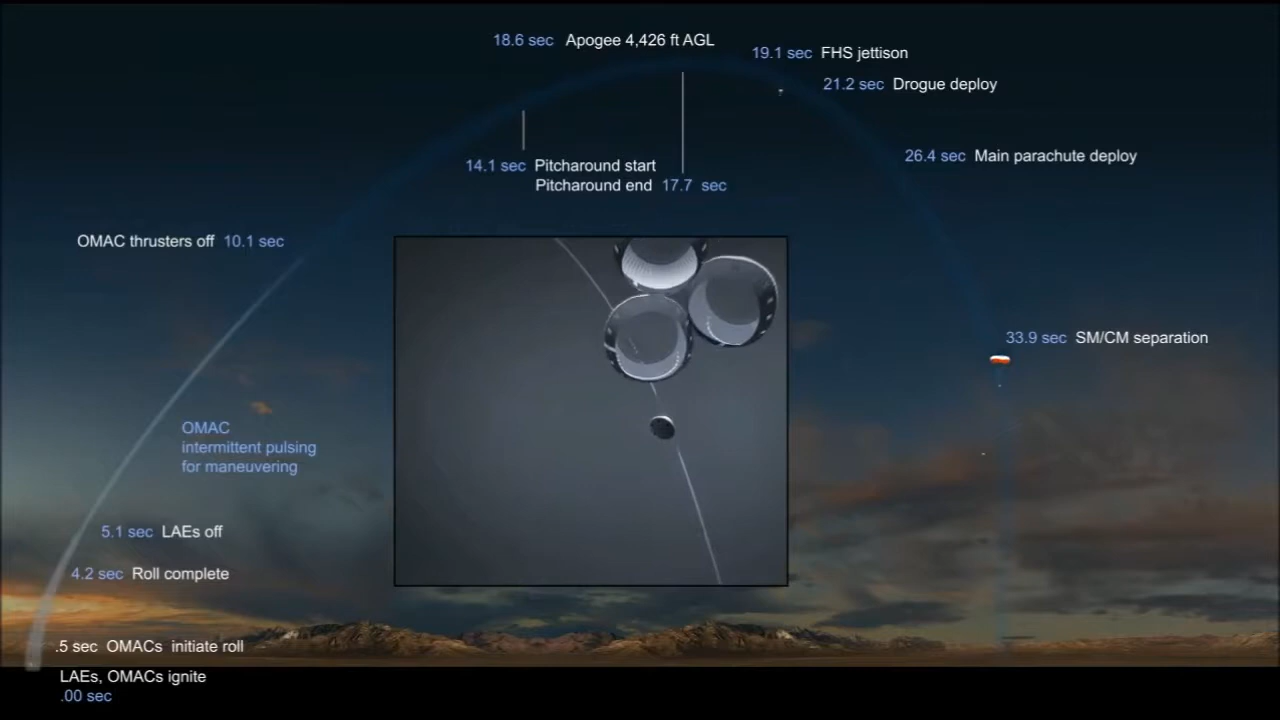 18.6 sec Apogee 4,426 ft AGL
19.1 sec FHS jettison
21.2 sec Drogue deploy
26.4 sec Main parachute deploy
14.1 sec Pitcharound start
Pitcharound end 17.7 sec
OMAC thrusters off 10.1 sec
33.9 sec SM/CM separation
OMAC
intermittent pulsing
for maneuvering
5.1 sec LAEs off
4.2 sec Roll complete
.5 sec OMACs initiate roll
LAEs, OMACs ignite
.00 sec